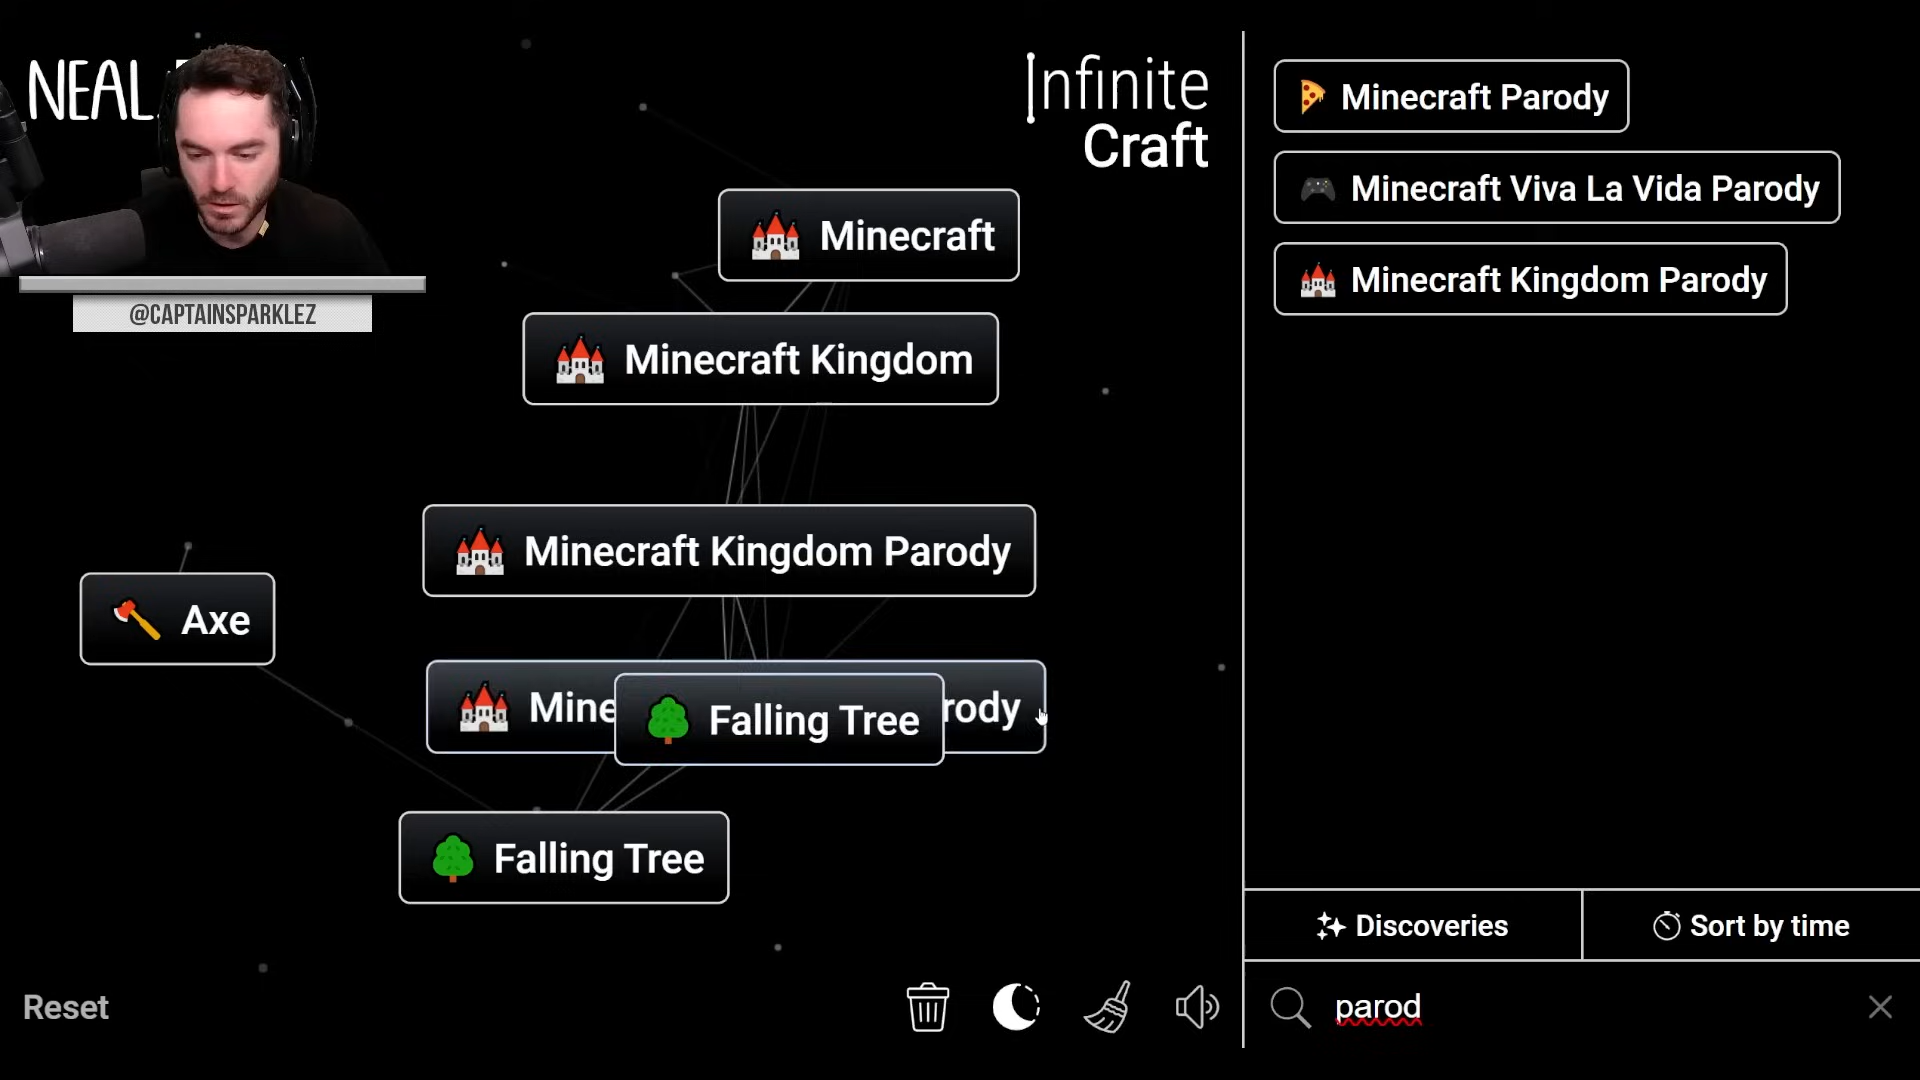 NEAL.
Infinite
Craft
@CAPTAINSPARKLEZ
Minecraft
Minecraft Kingdom
Minecraft Kingdom Parody
Axe
Mine
Falling Tree
rody
Falling Tree
Reset
Minecraft Parody
Minecraft Viva La Vida Parody
Minecraft Kingdom Parody
Discoveries
Sort by time
parod